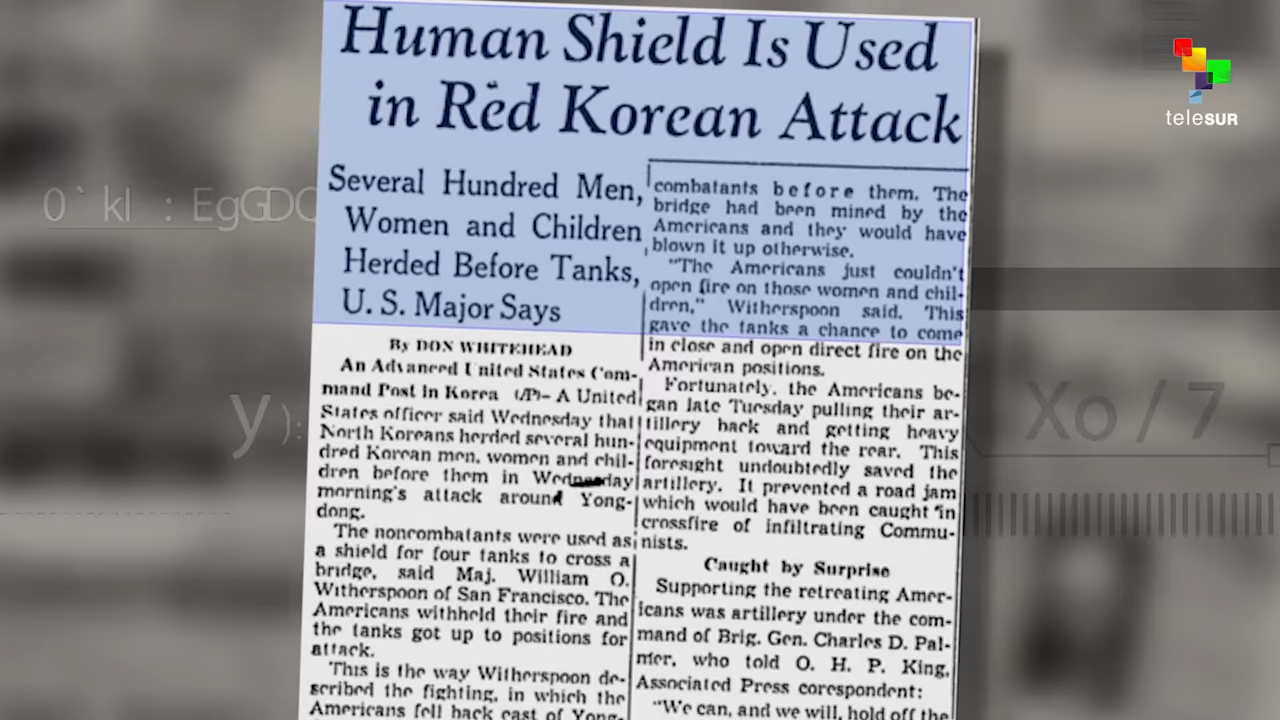 Human Shield Is Used
in Red Korean Attack
Several Hundred Men,
Women and Children
Herded Before Tanks,
U. S. Major Says
By DON WHITEHEAD
An Advanced United States Com-
mand Post in Korea (AP)– A United
States officer said Wednesday that
North Koreans herded several hun-
dred Korean men, women and chil-
dren before them in Wednesday
morning's attack around Yong-
dong.
The noncombatants were used as
a shield for four tanks to cross a
bridge, said Maj. William O.
Witherspoon of San Francisco. The
Americans withheld their fire and
the tanks got up to positions for
attack.
This is the way Witherspoon de-
scribed the fighting, in which the
Americans fell back east of Yong-
combatants before them. The
bridge had been mined by the
Americans and they would have
blown it up otherwise.
"The Americans just couldn't
open fire on those women and chil-
dren," Witherspoon said. This
gave the tanks a chance to come
in close and open direct fire on the
American positions.
Fortunately, the Americans be-
gan late Tuesday pulling their ar-
tillery back and getting heavy
equipment toward the rear. This
foresight undoubtedly saved the
artillery. It prevented a road jam
which would have been caught in
crossfire of infiltrating Commu-
nists.
Caught by Surprise
Supporting the retreating Amer-
icans was artillery under the com-
mand of Brig. Gen. Charles D. Pal-
mer, who told O. H. P. King,
Associated Press corespondent:
"We can, and we will, hold off the
teleSUR
0` kl : EgGDC
y):
Xo / 7